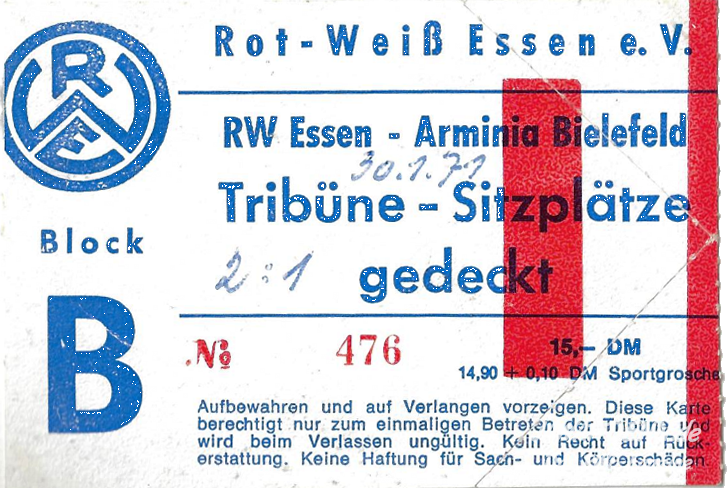 Rot-Weiß Essen e.V.
RWE
RW Essen - Arminia Bielefeld
30.1.71
Tribüne - Sitzplätze
Block
2:1 gedeckt
B
№ 476
15,— DM
14,90 + 0,10 DM Sportgrosche
Aufbewahren und auf Verlangen vorzeigen. Diese Karte
berechtigt nur zum einmaligen Betreten der Tribüne und
wird beim Verlassen ungültig. Kein Recht auf Rück-
erstattung. Keine Haftung für Sach- und Körperschäden.